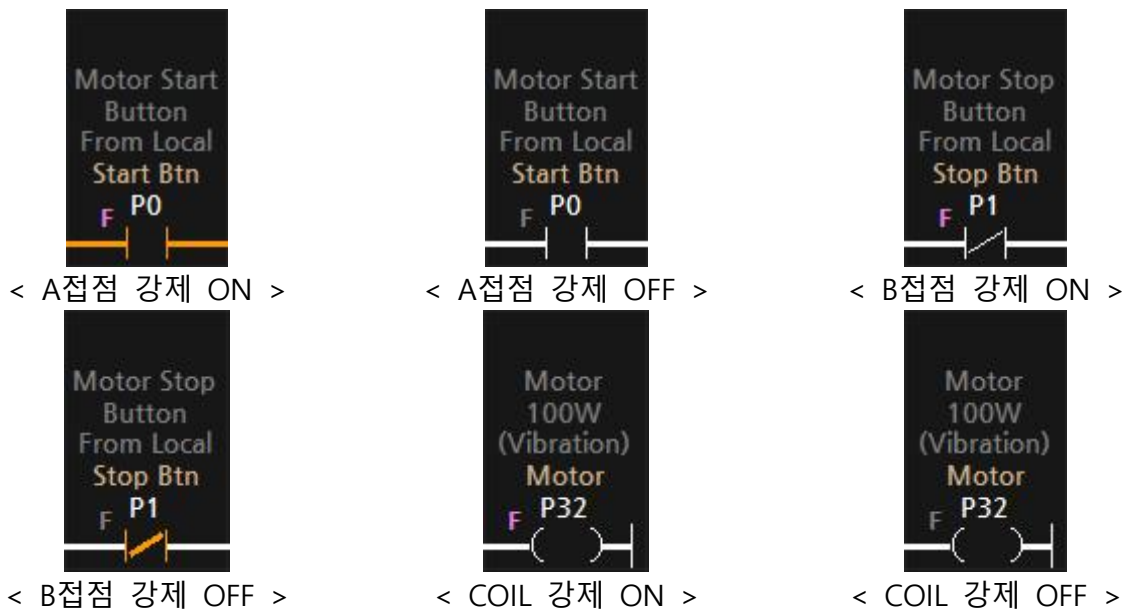 Motor Start
Button
From Local
Start Btn
F P0
< A접점 강제 ON >
Motor Start
Button
From Local
Start Btn
F P0
< A접점 강제 OFF >
Motor Stop
Button
From Local
Stop Btn
F P1
< B접점 강제 ON >
Motor Stop
Button
From Local
Stop Btn
F P1
< B접점 강제 OFF >
Motor
100W
(Vibration)
Motor
F P32
< COIL 강제 ON >
Motor
100W
(Vibration)
Motor
F P32
< COIL 강제 OFF >